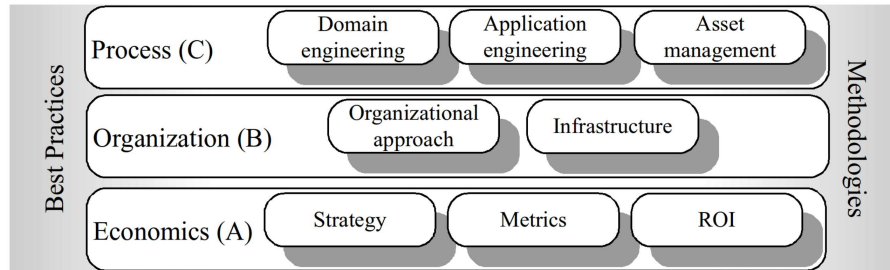 Best Practices
Process (C)
Domain
engineering
Application
engineering
Asset
management
Organization (B)
Organizational
approach
Infrastructure
Economics (A)
Strategy
Metrics
ROI
Methodologies